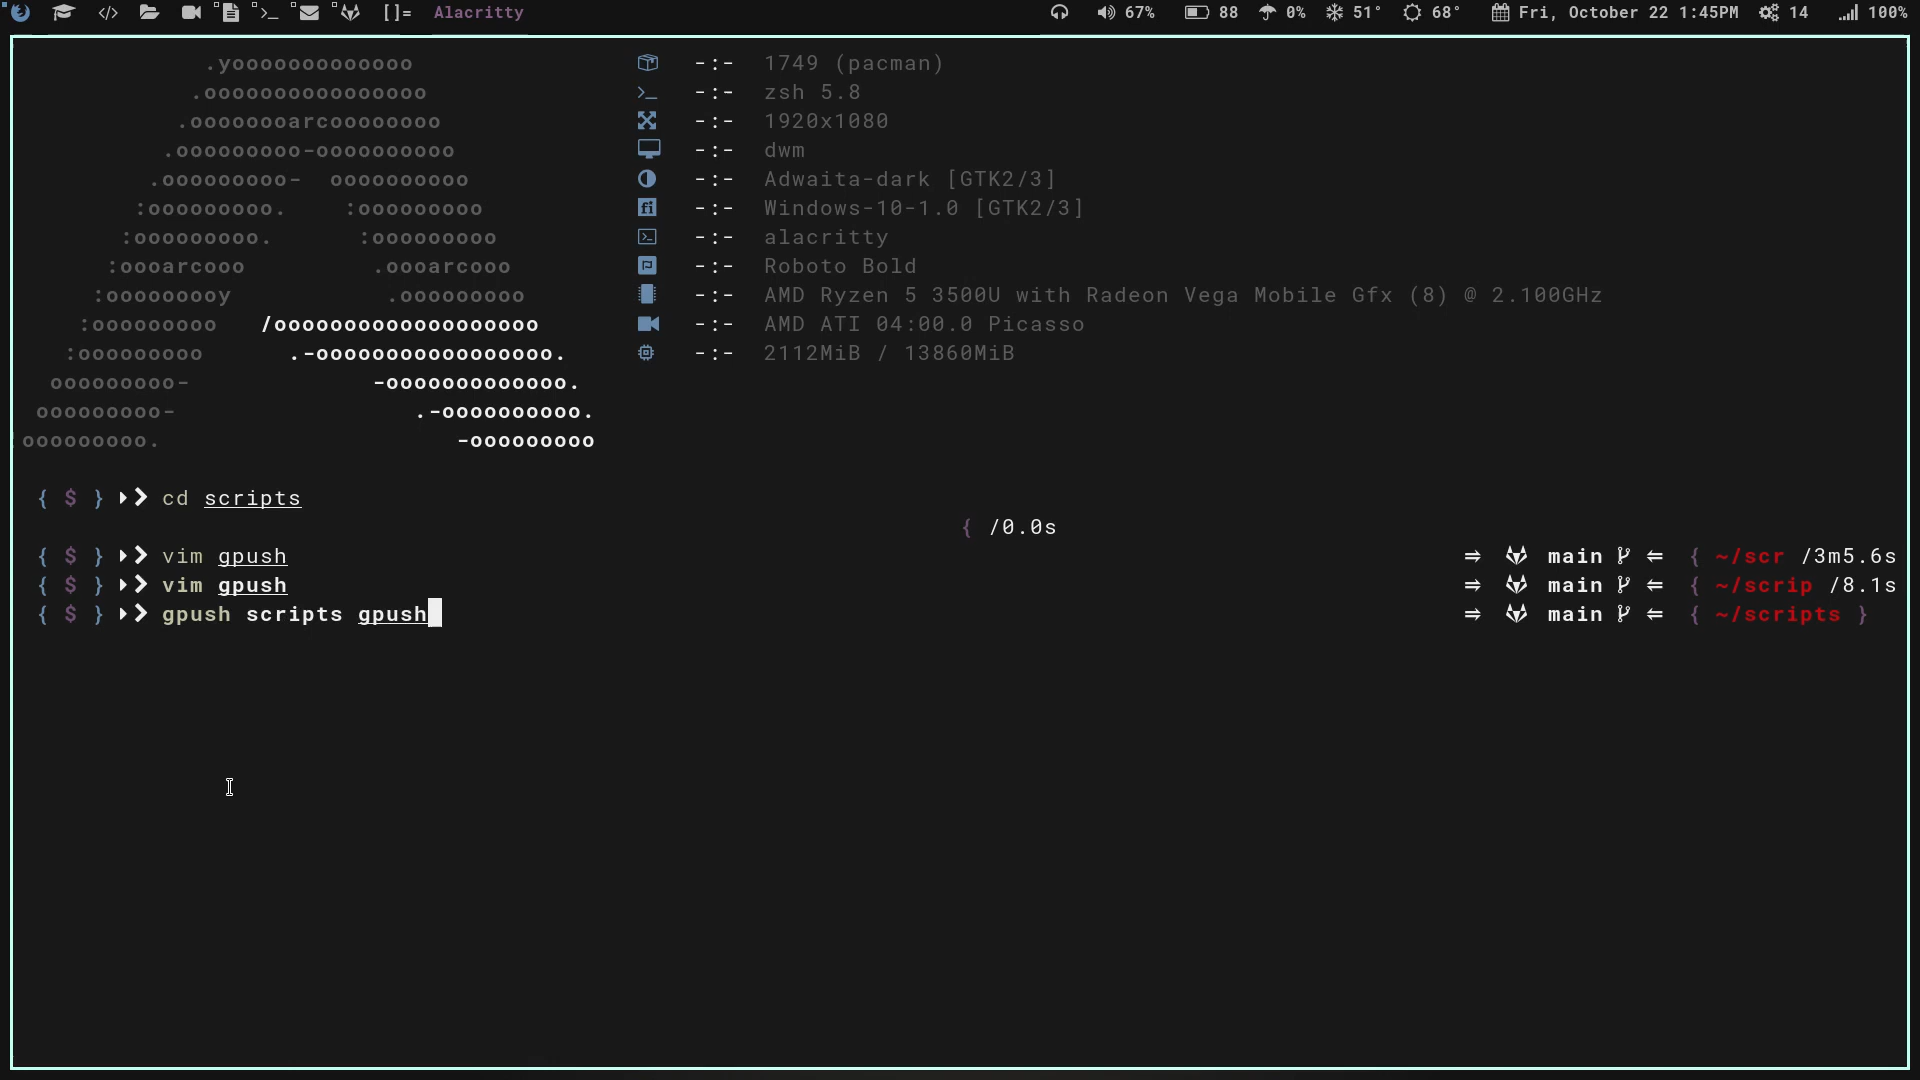 []= Alacritty 67% 88 0% 51° 68° Fri, October 22 1:45PM 14 100%
.yooooooooooooo -:- 1749 (pacman)
.oooooooooooooooo -:- zsh 5.8
.oooooooarcoooooooo -:- 1920x1080
.ooooooooo-oooooooooo -:- dwm
.ooooooooo- oooooooooo -:- Adwaita-dark [GTK2/3]
:ooooooooo. :ooooooooo -:- Windows-10-1.0 [GTK2/3]
:ooooooooo. :ooooooooo -:- alacritty
:oooarcooo .oooarcooo -:- Roboto Bold
:ooooooooy .ooooooooo -:- AMD Ryzen 5 3500U with Radeon Vega Mobile Gfx (8) @ 2.100GHz
:ooooooooo /ooooooooooooooooooo -:- AMD ATI 04:00.0 Picasso
:ooooooooo .-ooooooooooooooooo. -:- 2112MiB / 13860MiB
ooooooooo- -ooooooooooooo.
ooooooooo- .-oooooooooo.
ooooooooo. -ooooooooo
{ $ } cd scripts
{ /0.0s
{ $ } vim gpush ⇒ main ⇐ { ~/scr /3m5.6s
{ $ } vim gpush ⇒ main ⇐ { ~/scrip /8.1s
{ $ } gpush scripts gpush ⇒ main ⇐ { ~/scripts }